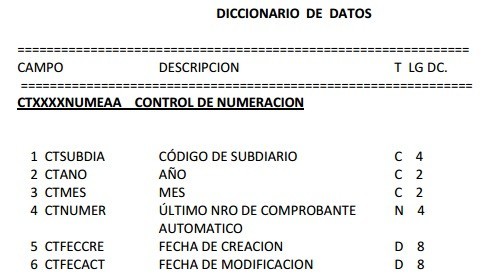 DICCIONARIO DE DATOS
==============================================================
CAMPO DESCRIPCION T LG DC.
==============================================================
CTXXXXNUMEAA CONTROL DE NUMERACION
1 CTSUBDIA CÓDIGO DE SUBDIARIO C 4
2 CTANO AÑO C 2
3 CTMES MES C 2
4 CTNUMER ÚLTIMO NRO DE COMPROBANTE N 4
AUTOMATICO
5 CTFECCRE FECHA DE CREACION D 8
6 CTFECACT FECHA DE MODIFICACION D 8